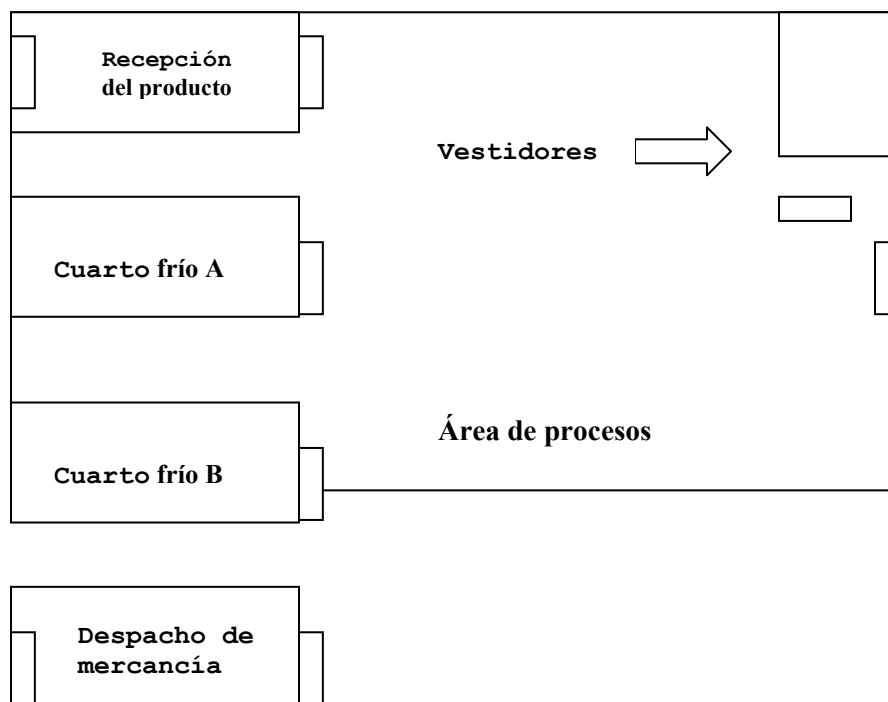 Recepción
del producto
Vestidores
Cuarto frío A
Área de procesos
Cuarto frío B
Despacho de
mercancía